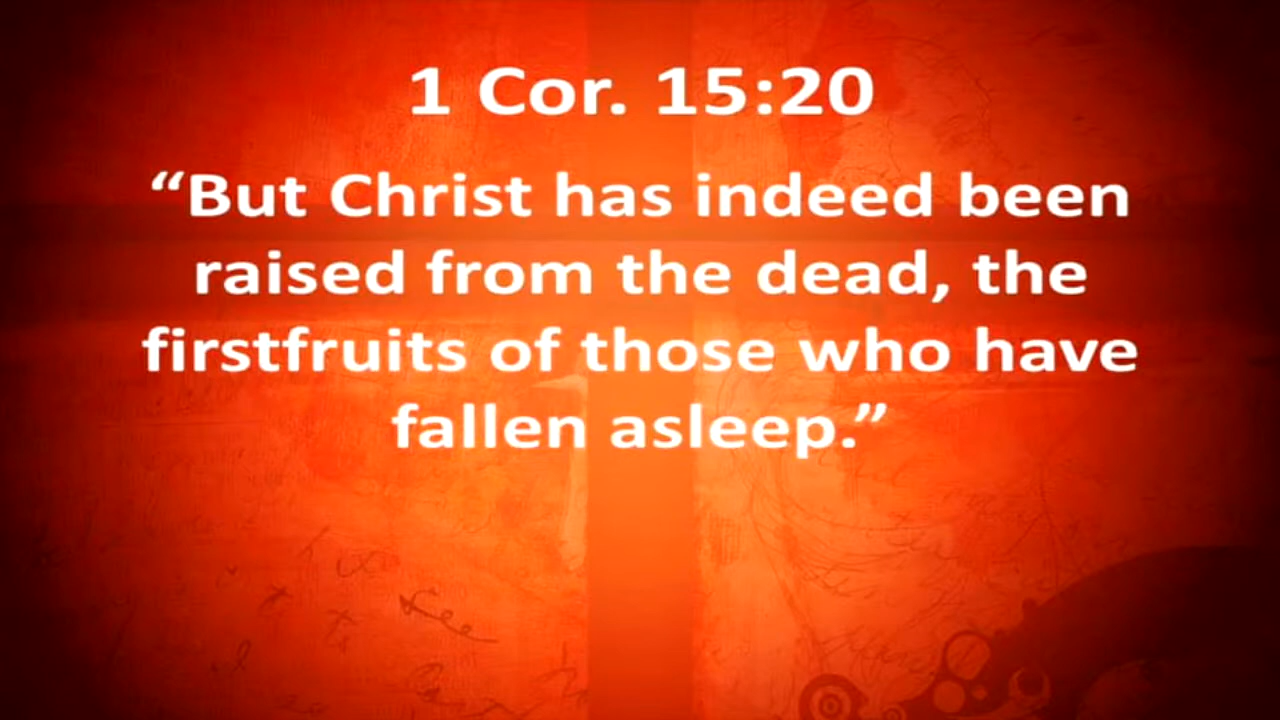 1 Cor. 15:20
“But Christ has indeed been
raised from the dead, the
firstfruits of those who have
fallen asleep.”